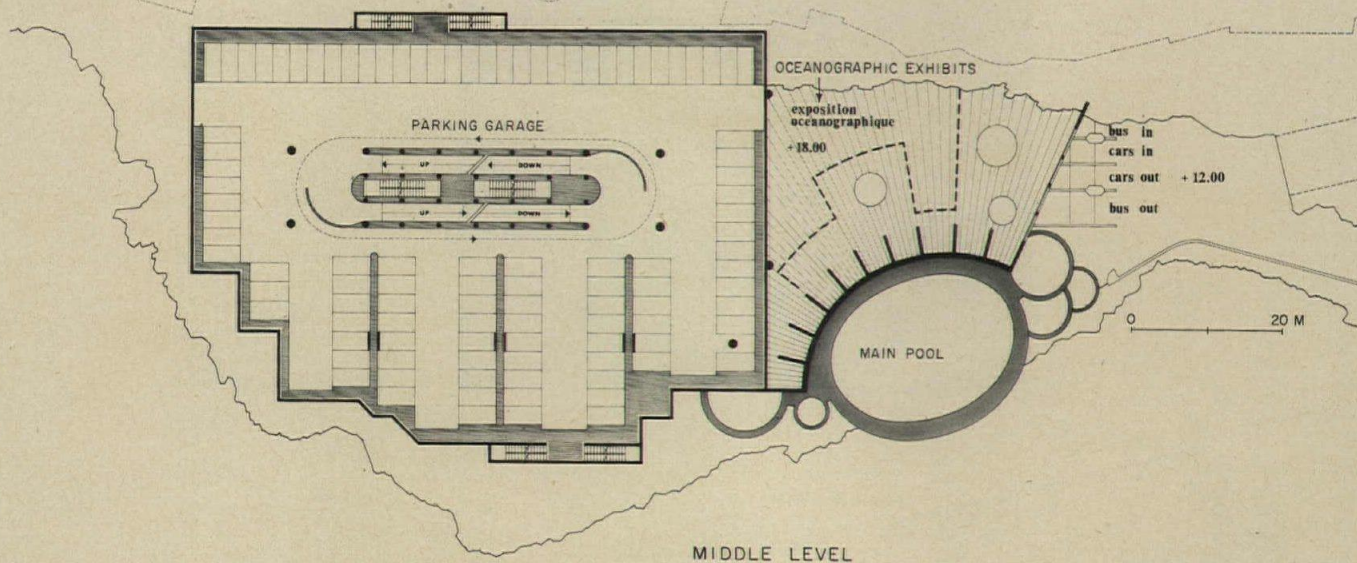 OCEANOGRAPHIC EXHIBITS
exposition
oceanographique
+18.00
PARKING GARAGE
UP DOWN
UP DOWN
bus in
cars in
cars out + 12.00
bus out
0 20 M
MAIN POOL
MIDDLE LEVEL